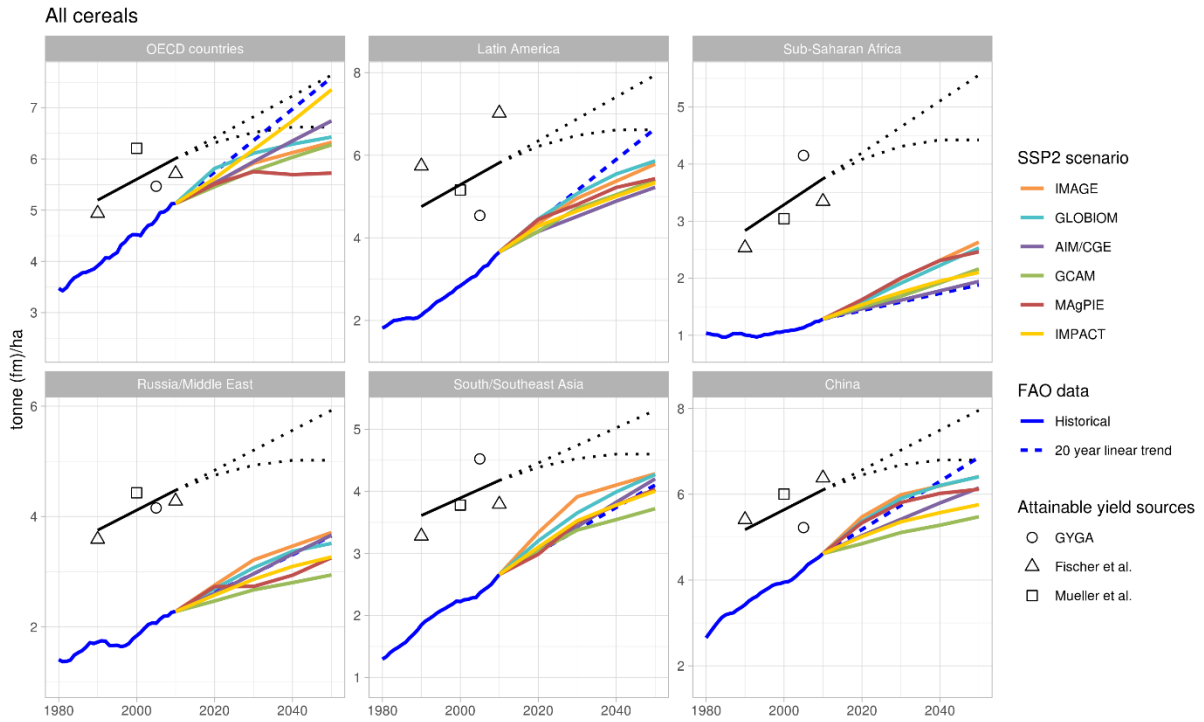 All cereals
OECD countries
Latin America
Sub-Saharan Africa
7
6
5
4
3
8
6
4
2
5
4
3
2
1
Russia/Middle East
South/Southeast Asia
China
6
4
2
5
4
3
2
1
8
6
4
2
1980 2000 2020 2040
1980 2000 2020 2040
1980 2000 2020 2040
tonne (fm)/ha
SSP2 scenario
IMAGE
GLOBIOM
AIM/CGE
GCAM
MAgPIE
IMPACT
FAO data
Historical
20 year linear trend
Attainable yield sources
GYGA
Fischer et al.
Mueller et al.